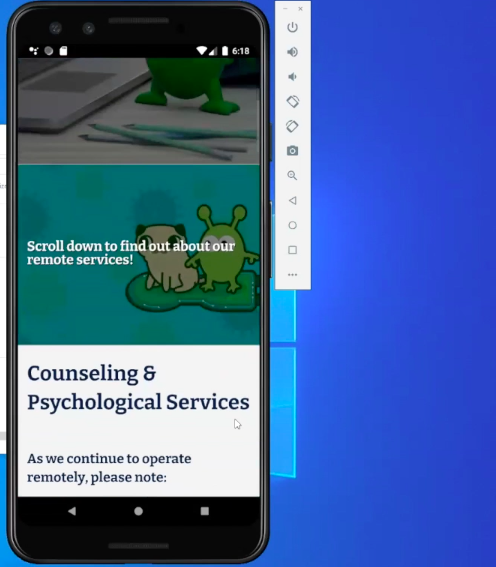 6:18
Scroll down to find out about our
remote services!
Counseling &
Psychological Services
As we continue to operate
remotely, please note: